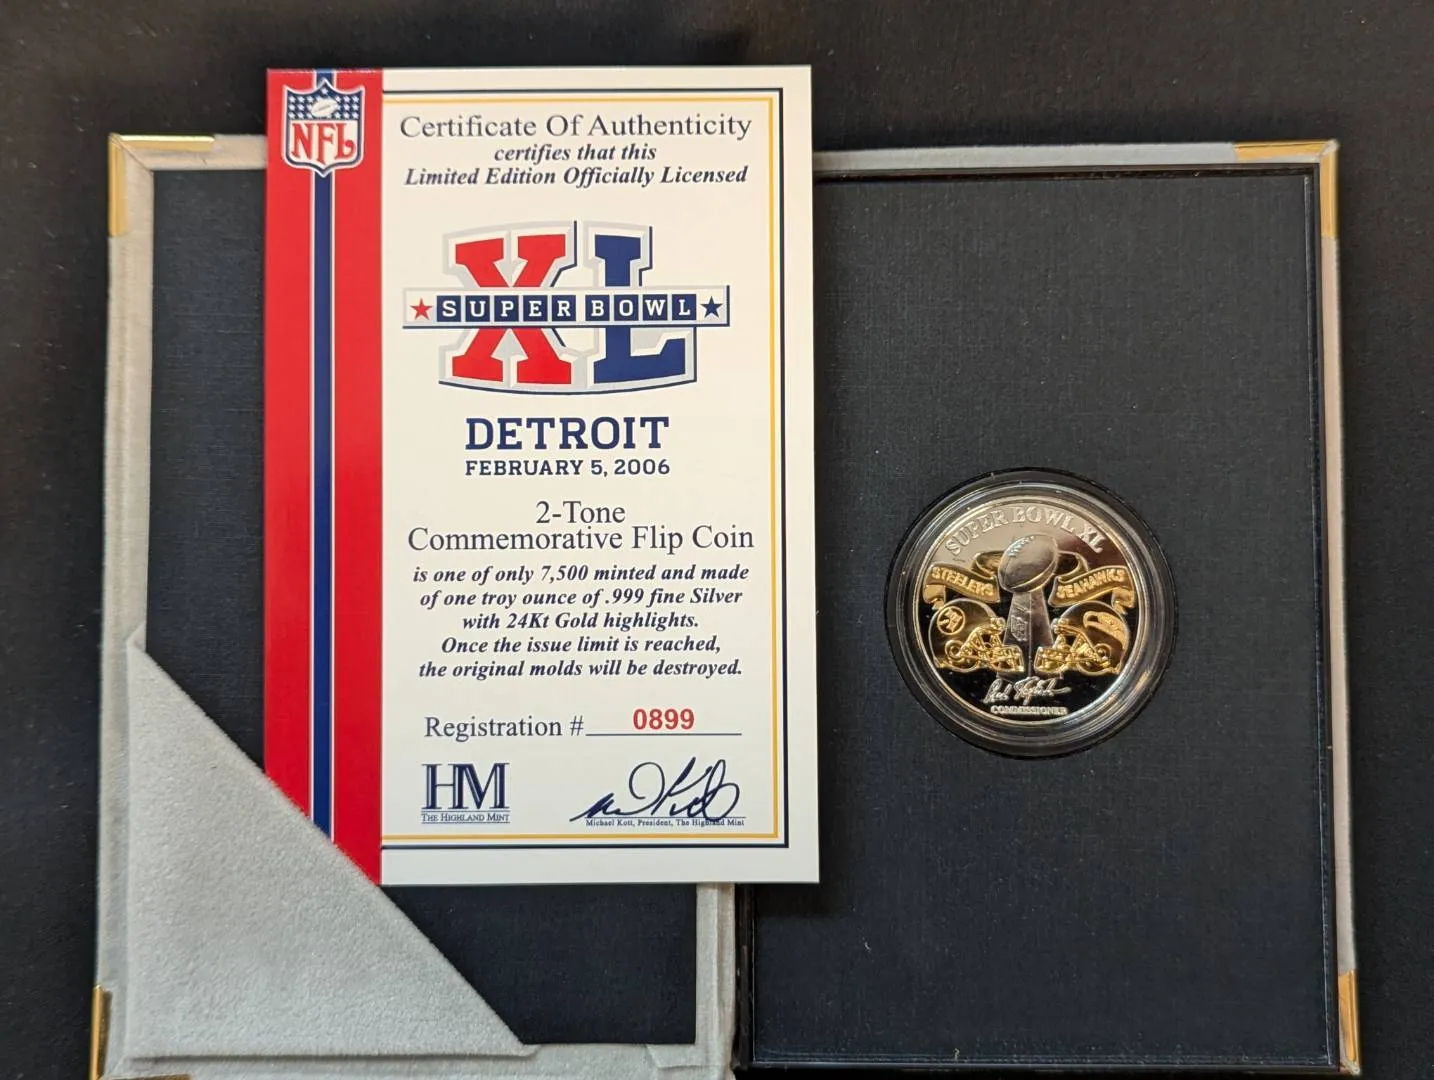 NFL
Certificate Of Authenticity
certifies that this
Limited Edition Officially Licensed
XL
SUPER BOWL
DETROIT
FEBRUARY 5, 2006
2-Tone
Commemorative Flip Coin
is one of only 7,500 minted and made
of one troy ounce of .999 fine Silver
with 24Kt Gold highlights.
Once the issue limit is reached,
the original molds will be destroyed.
Registration # 0899
HM
THE HIGHLAND MINT
Michael Kott, President, The Highland Mint
SUPER BOWL XL
STEELERS
SEAHAWKS
COMMISSIONER